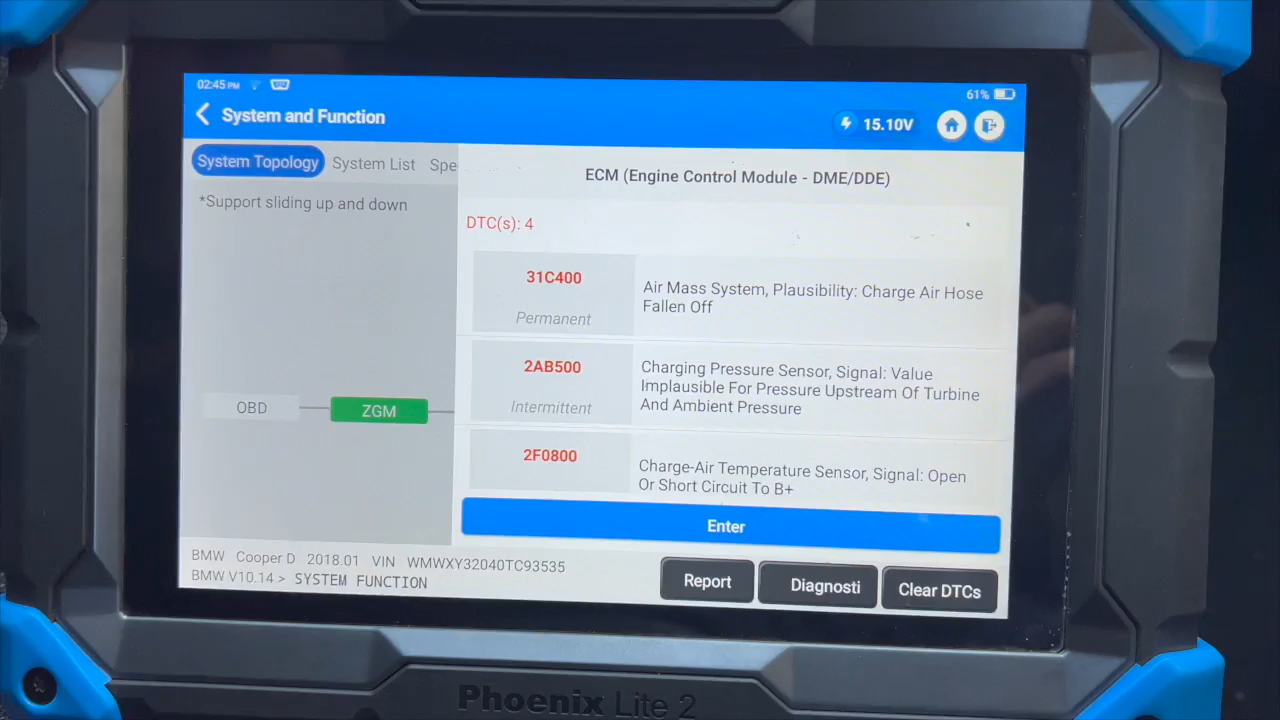 02:45 PM
61%
System and Function
15.10V
System Topology System List Spe
*Support sliding up and down
ECM (Engine Control Module - DME/DDE)
DTC(s): 4
31C400
Permanent
Air Mass System, Plausibility: Charge Air Hose
Fallen Off
2AB500
Intermittent
Charging Pressure Sensor, Signal: Value
Implausible For Pressure Upstream Of Turbine
And Ambient Pressure
OBD
ZGM
2F0800
Charge-Air Temperature Sensor, Signal: Open
Or Short Circuit To B+
Enter
BMW Cooper D 2018.01 VIN WMWXY32040TC93535
BMW V10.14 > SYSTEM FUNCTION
Report
Diagnosti
Clear DTCs
Phoenix Lite 2